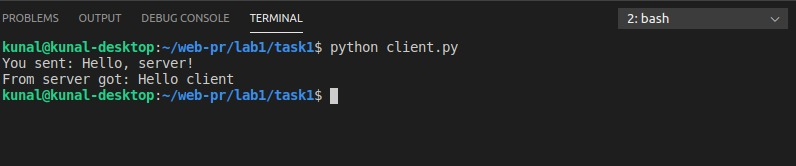 PROBLEMS OUTPUT DEBUG CONSOLE TERMINAL 2: bash
kunal@kunal-desktop:~/web-pr/lab1/task1$ python client.py
You sent: Hello, server!
From server got: Hello client
kunal@kunal-desktop:~/web-pr/lab1/task1$